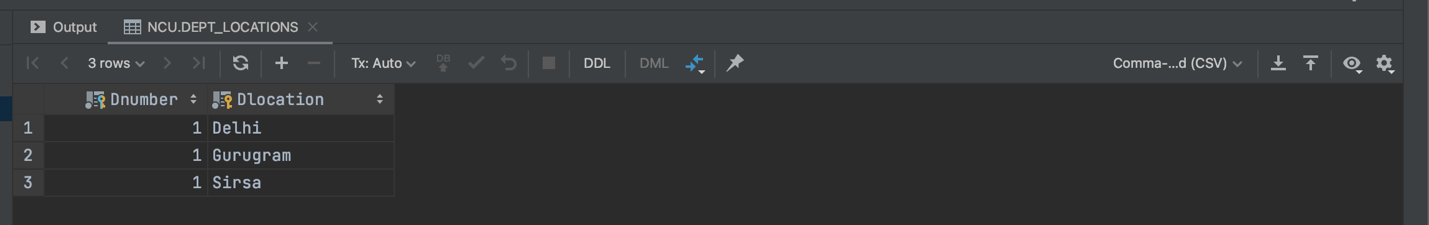 Output NCU.DEPT_LOCATIONS
3 rows Tx: Auto DB DDL DML Comma-...d (CSV)
Dnumber Dlocation
1 1 Delhi
2 1 Gurugram
3 1 Sirsa